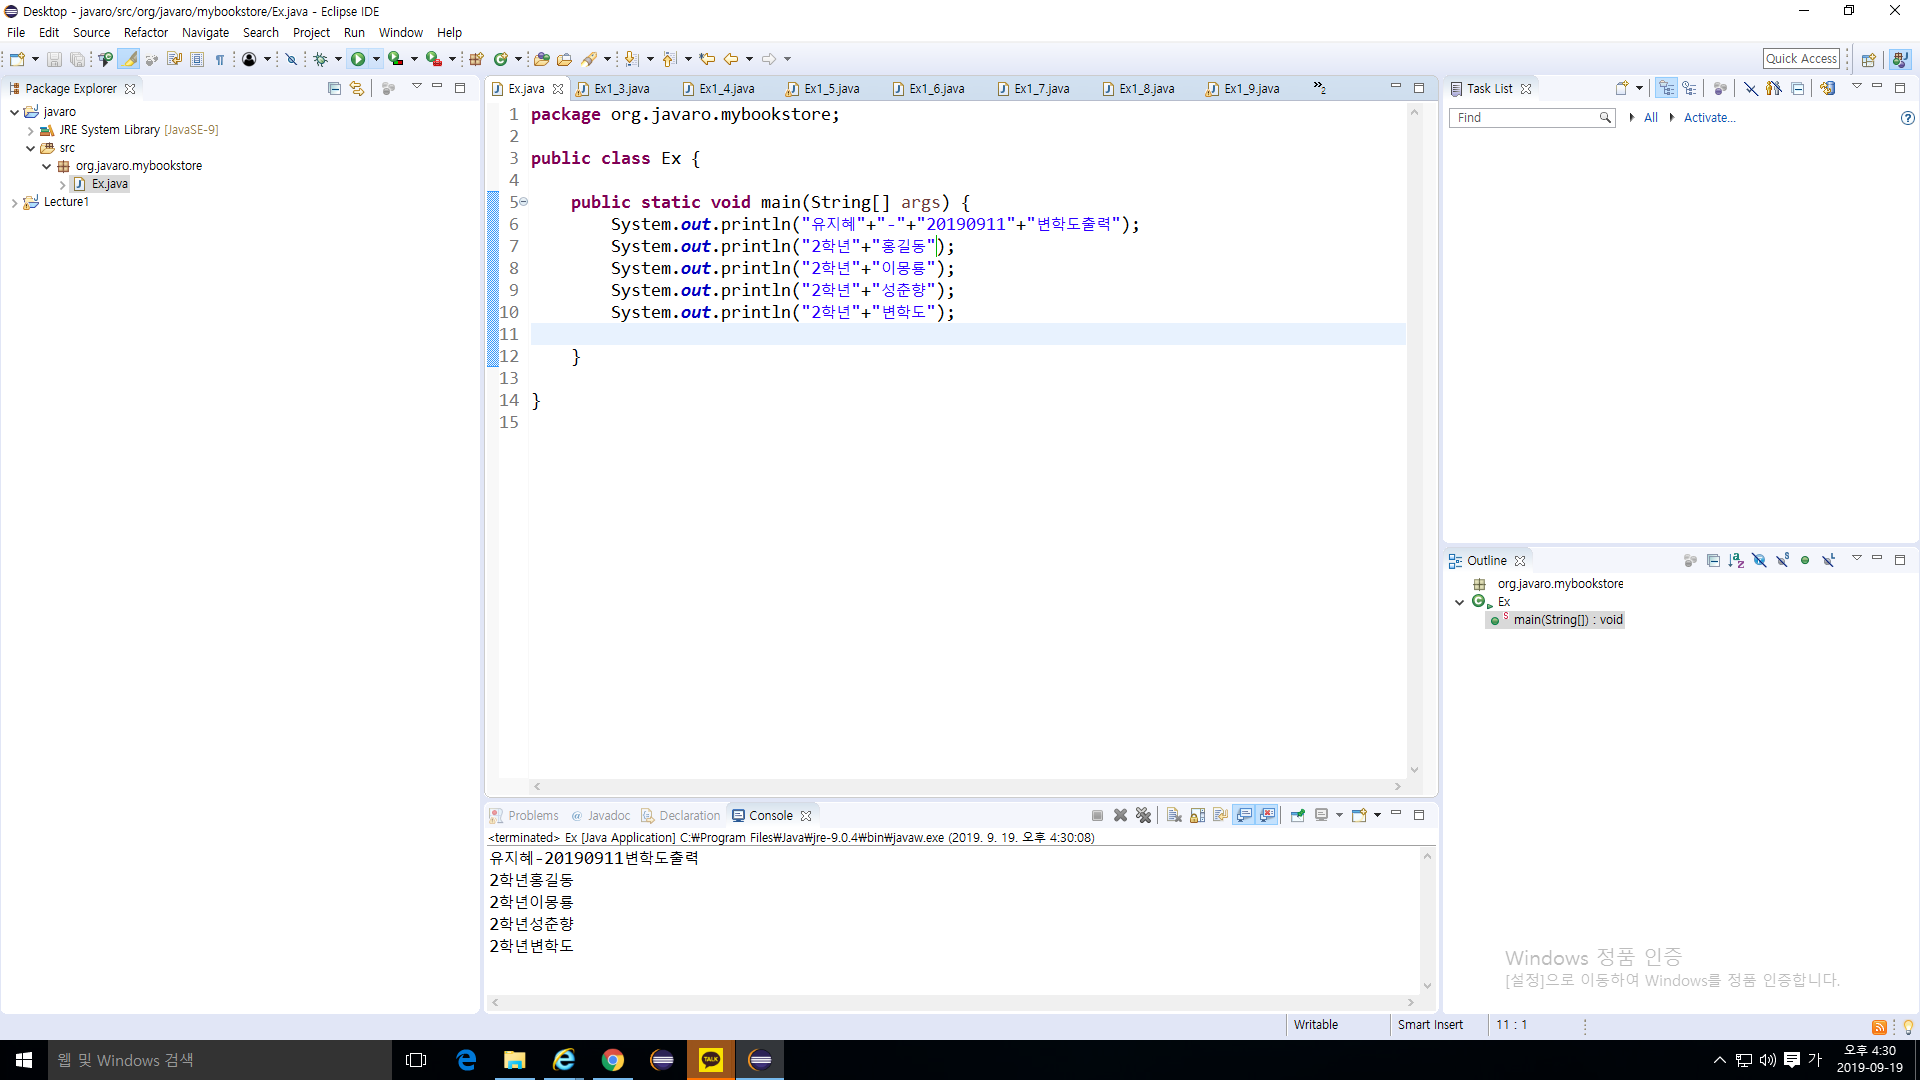 Desktop - javaro/src/org/javaro/mybookstore/Ex.java - Eclipse IDE
File Edit Source Refactor Navigate Search Project Run Window Help
Quick Access
Package Explorer
javaro
JRE System Library [JavaSE-9]
src
org.javaro.mybookstore
Ex.java
Lecture1
Ex.java Ex1_3.java Ex1_4.java Ex1_5.java Ex1_6.java Ex1_7.java Ex1_8.java Ex1_9.java »2
1 package org.javaro.mybookstore;
2
3 public class Ex {
4
5 public static void main(String[] args) {
6 System.out.println("유지혜"+"-"+"20190911"+"변학도출력");
7 System.out.println("2학년"+"홍길동");
8 System.out.println("2학년"+"이몽룡");
9 System.out.println("2학년"+"성춘향");
10 System.out.println("2학년"+"변학도");
11
12 }
13
14 }
15
Task List
Find All Activate...
Outline
org.javaro.mybookstore
Ex
main(String[]) : void
Problems @ Javadoc Declaration Console
<terminated> Ex [Java Application] C:₩Program Files₩Java₩jre-9.0.4₩bin₩javaw.exe (2019. 9. 19. 오후 4:30:08)
유지혜-20190911변학도출력
2학년홍길동
2학년이몽룡
2학년성춘향
2학년변학도
Windows 정품 인증
[설정]으로 이동하여 Windows를 정품 인증합니다.
Writable Smart Insert 11 : 1
웹 및 Windows 검색
TALK
가
오후 4:30
2019-09-19